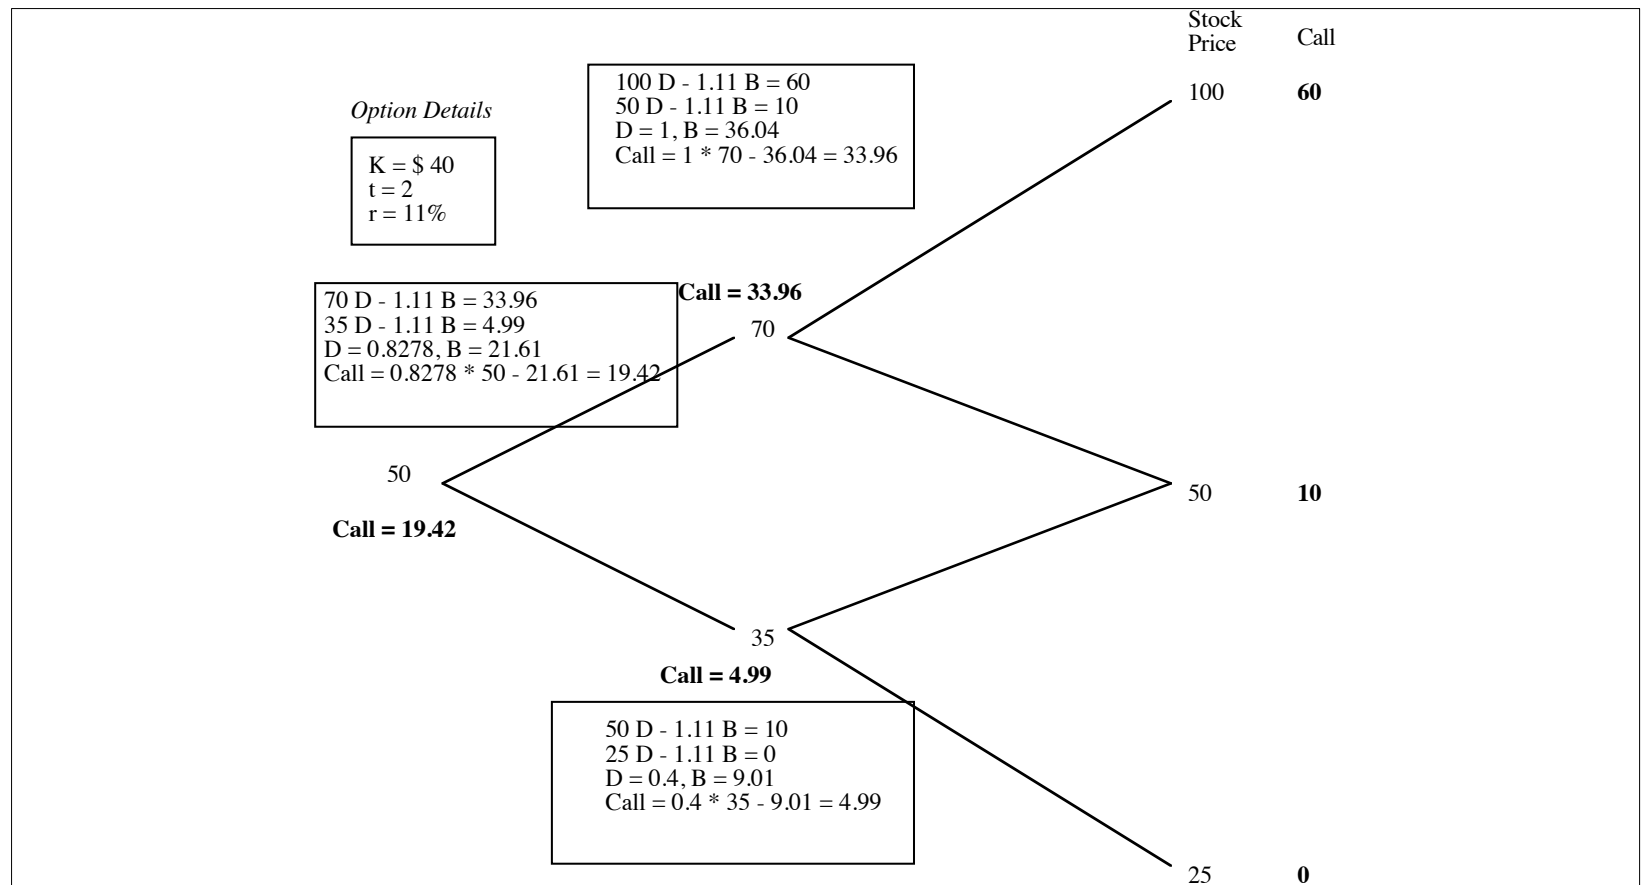 Stock
Price
Call
100 D - 1.11 B = 60
50 D - 1.11 B = 10
D = 1, B = 36.04
Call = 1 * 70 - 36.04 = 33.96
100
60
Option Details
K = $ 40
t = 2
r = 11%
70 D - 1.11 B = 33.96
35 D - 1.11 B = 4.99
D = 0.8278, B = 21.61
Call = 0.8278 * 50 - 21.61 = 19.42
Call = 33.96
70
50
Call = 19.42
50
10
35
Call = 4.99
50 D - 1.11 B = 10
25 D - 1.11 B = 0
D = 0.4, B = 9.01
Call = 0.4 * 35 - 9.01 = 4.99
25
0